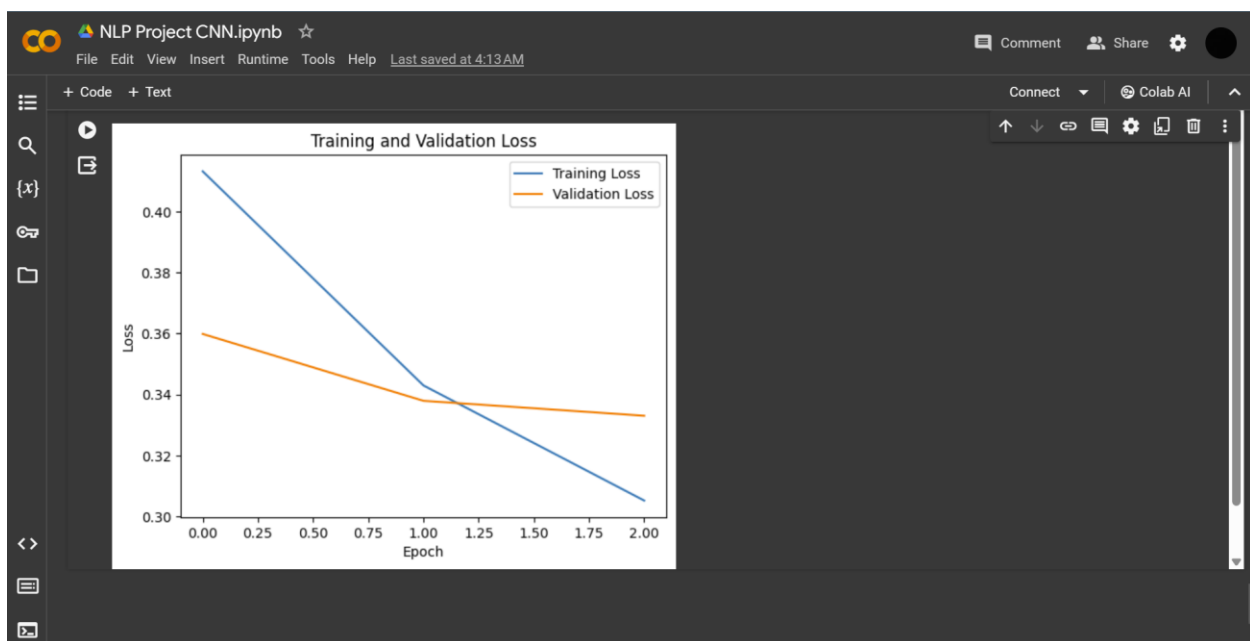 NLP Project CNN.ipynb
Comment
Share
File Edit View Insert Runtime Tools Help Last saved at 4:13 AM
+ Code + Text
Connect
Colab AI
{x}
Training and Validation Loss
Training Loss
Validation Loss
0.40
0.38
0.36
0.34
0.32
0.30
Loss
0.00 0.25 0.50 0.75 1.00 1.25 1.50 1.75 2.00
Epoch